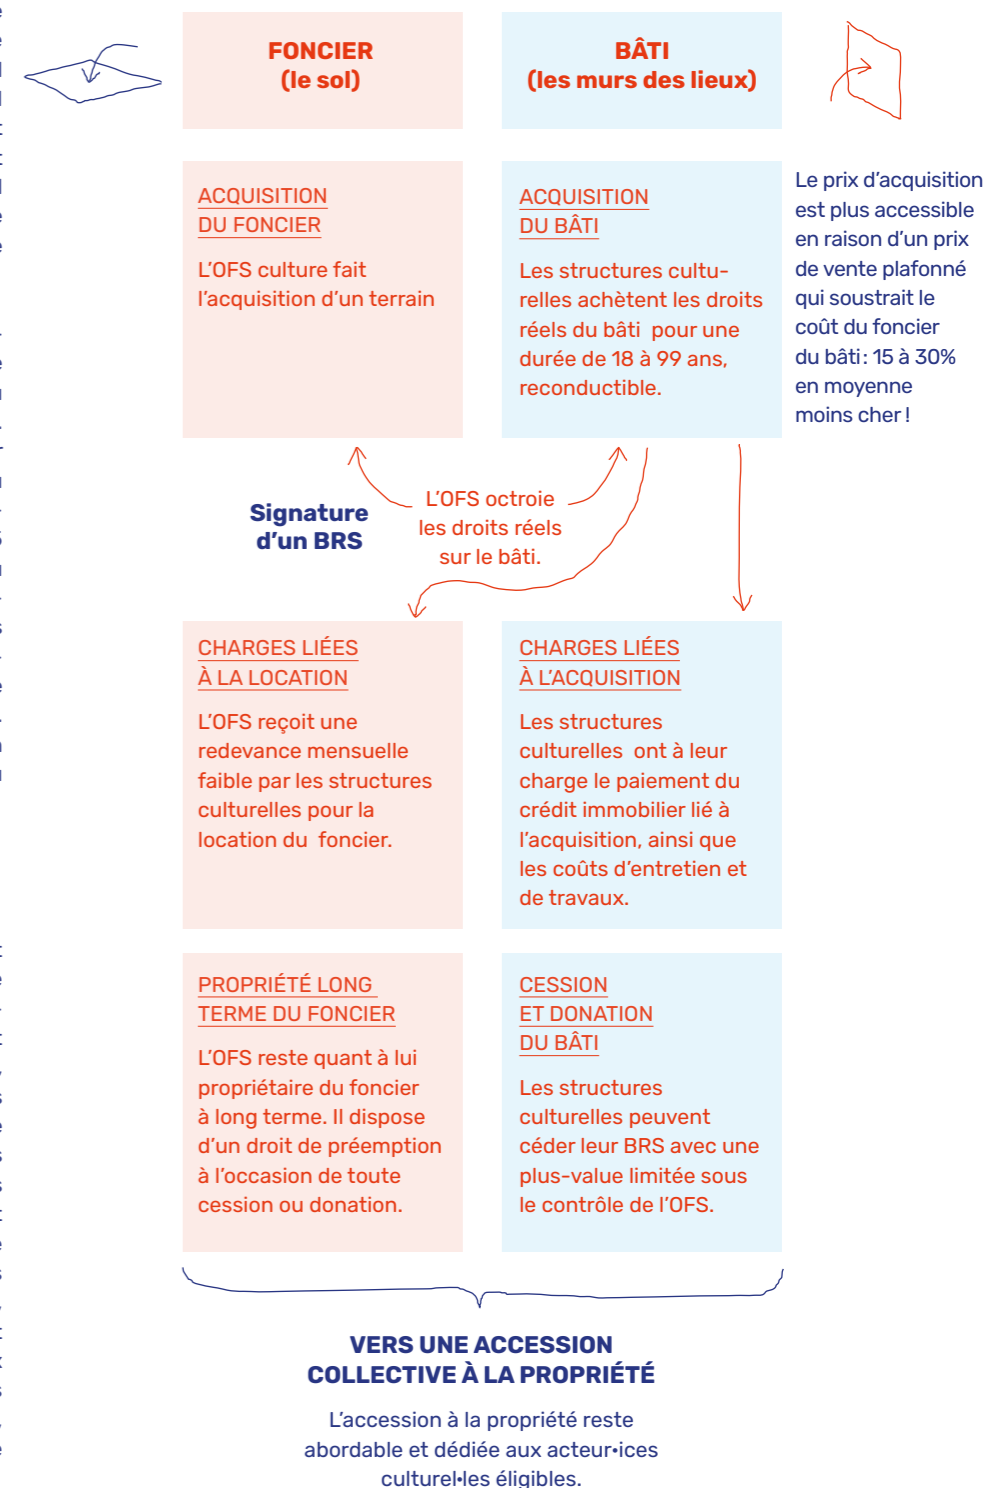 FONCIER
(le sol)
BÂTI
(les murs des lieux)
ACQUISITION
DU FONCIER
L’OFS culture fait
l’acquisition d’un terrain
ACQUISITION
DU BÂTI
Les structures cultu-
relles achètent les droits
réels du bâti pour une
durée de 18 à 99 ans,
reconductible.
Le prix d’acquisition
est plus accessible
en raison d’un prix
de vente plafonné
qui soustrait le
coût du foncier
du bâti : 15 à 30%
en moyenne
moins cher !
Signature
d’un BRS
L’OFS octroie
les droits réels
sur le bâti.
CHARGES LIÉES
À LA LOCATION
L’OFS reçoit une
redevance mensuelle
faible par les structures
culturelles pour la
location du foncier.
CHARGES LIÉES
À L’ACQUISITION
Les structures
culturelles ont à leur
charge le paiement du
crédit immobilier lié à
l’acquisition, ainsi que
les coûts d’entretien et
de travaux.
PROPRIÉTÉ LONG
TERME DU FONCIER
L’OFS reste quant à lui
propriétaire du foncier
à long terme. Il dispose
d’un droit de préemption
à l’occasion de toute
cession ou donation.
CESSION
ET DONATION
DU BÂTI
Les structures
culturelles peuvent
céder leur BRS avec une
plus-value limitée sous
le contrôle de l’OFS.
VERS UNE ACCESSION
COLLECTIVE À LA PROPRIÉTÉ
L’accession à la propriété reste
abordable et dédiée aux acteur•ices
culturel•les éligibles.